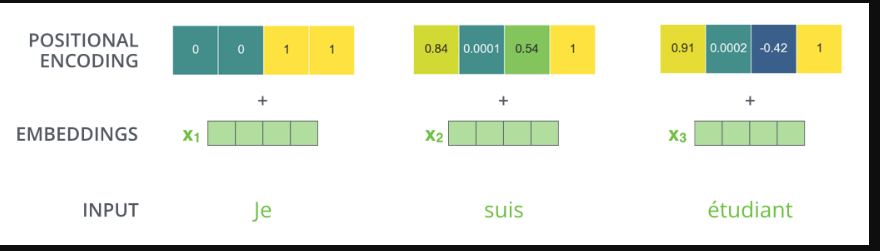 POSITIONAL
ENCODING
0 0 1 1
0.84 0.0001 0.54 1
0.91 0.0002 -0.42 1
+ + +
EMBEDDINGS x1 x2 x3
INPUT Je suis étudiant